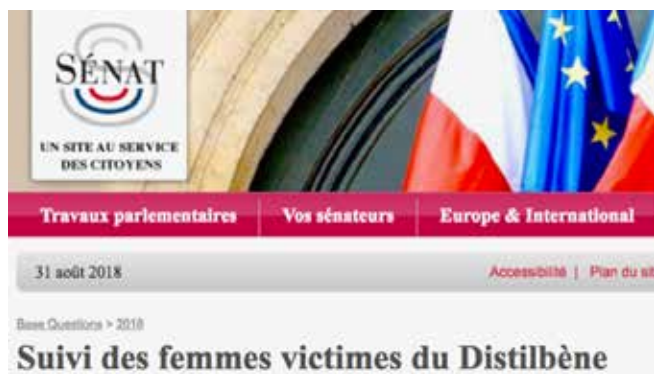 SÉNAT
UN SITE AU SERVICE
DES CITOYENS
Travaux parlementaires Vos sénateurs Europe & International
31 août 2018 Accessibilité | Plan du sit
Base Questions > 2018
Suivi des femmes victimes du Distilbène